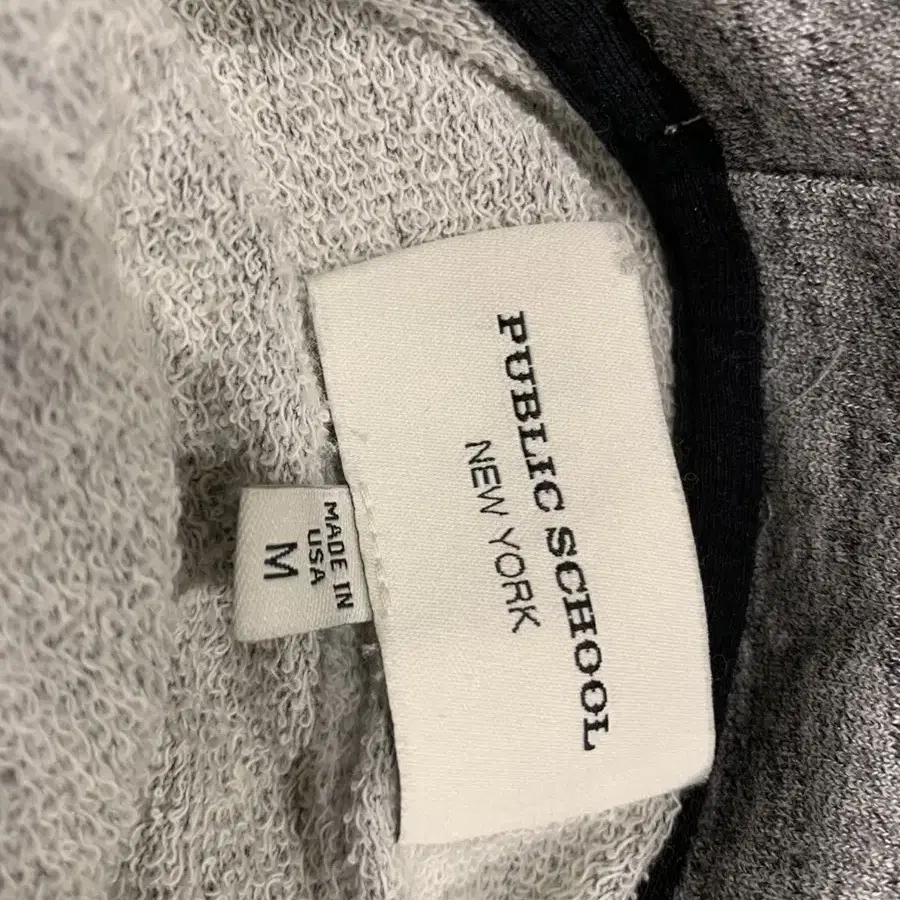 PUBLIC SCHOOL
NEW YORK
MADE IN
USA
M